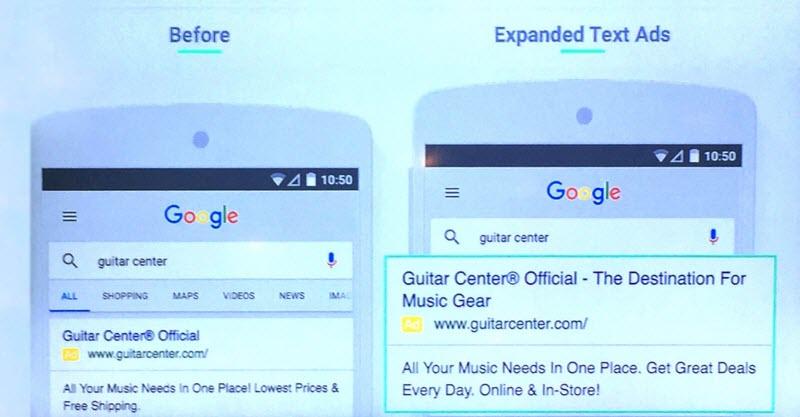 Before
10:50
Google
guitar center
ALL SHOPPING MAPS VIDEOS NEWS IMA
Guitar Center® Official
Ad www.guitarcenter.com/
All Your Music Needs In One Place! Lowest Prices &
Free Shipping.
Expanded Text Ads
10:50
Google
guitar center
Guitar Center® Official - The Destination For
Music Gear
Ad www.guitarcenter.com/
All Your Music Needs In One Place. Get Great Deals
Every Day. Online & In-Store!